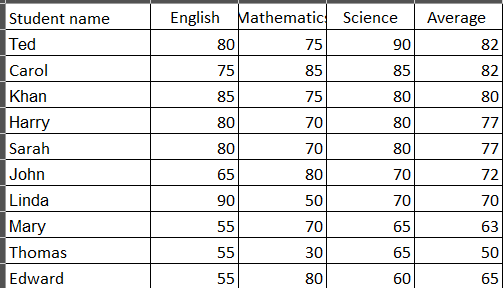 Student name English Mathematics Science Average
Ted 80 75 90 82
Carol 75 85 85 82
Khan 85 75 80 80
Harry 80 70 80 77
Sarah 80 70 80 77
John 65 80 70 72
Linda 90 50 70 70
Mary 55 70 65 63
Thomas 55 30 65 50
Edward 55 80 60 65